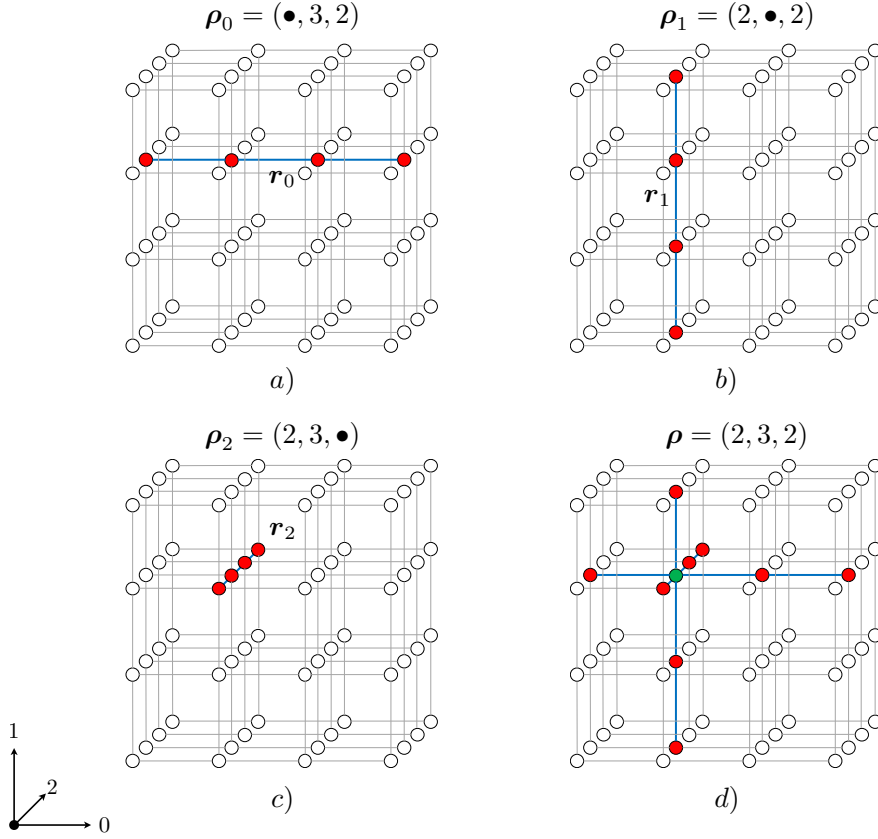 ρ₀ = (•, 3, 2)
ρ₁ = (2, •, 2)
r₀
r₁
a)
b)
ρ₂ = (2, 3, •)
ρ = (2, 3, 2)
r₂
1
2
0
c)
d)